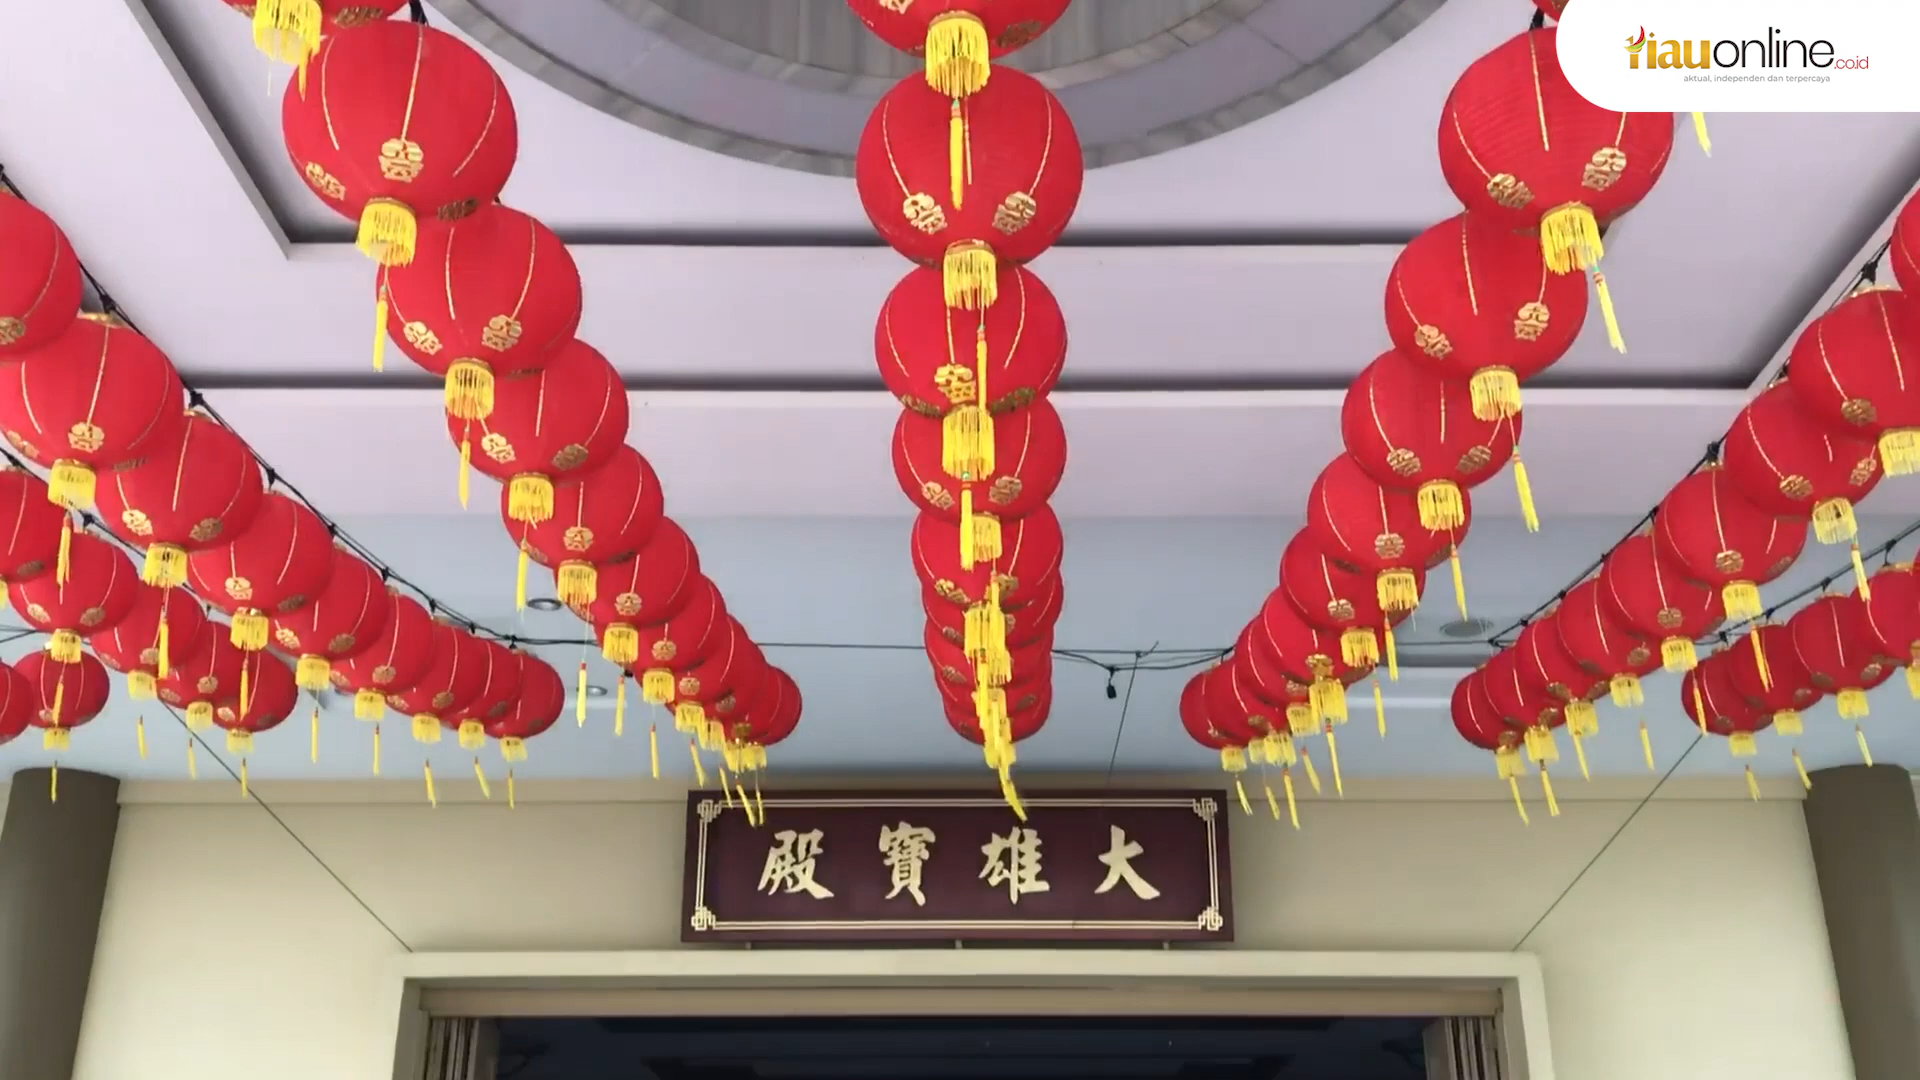 riauonline.co.id
aktual, independen dan terpercaya
大雄寶殿